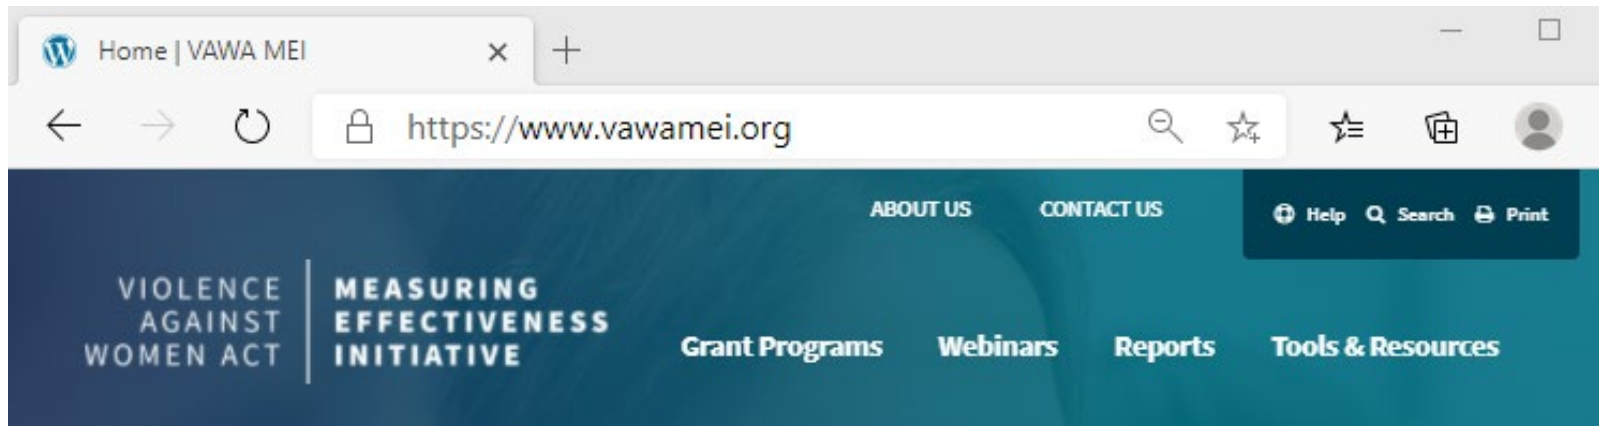 Home | VAWA MEI
https://www.vawamei.org
ABOUT US CONTACT US Help Search Print
VIOLENCE
AGAINST
WOMEN ACT
MEASURING
EFFECTIVENESS
INITIATIVE
Grant Programs Webinars Reports Tools & Resources